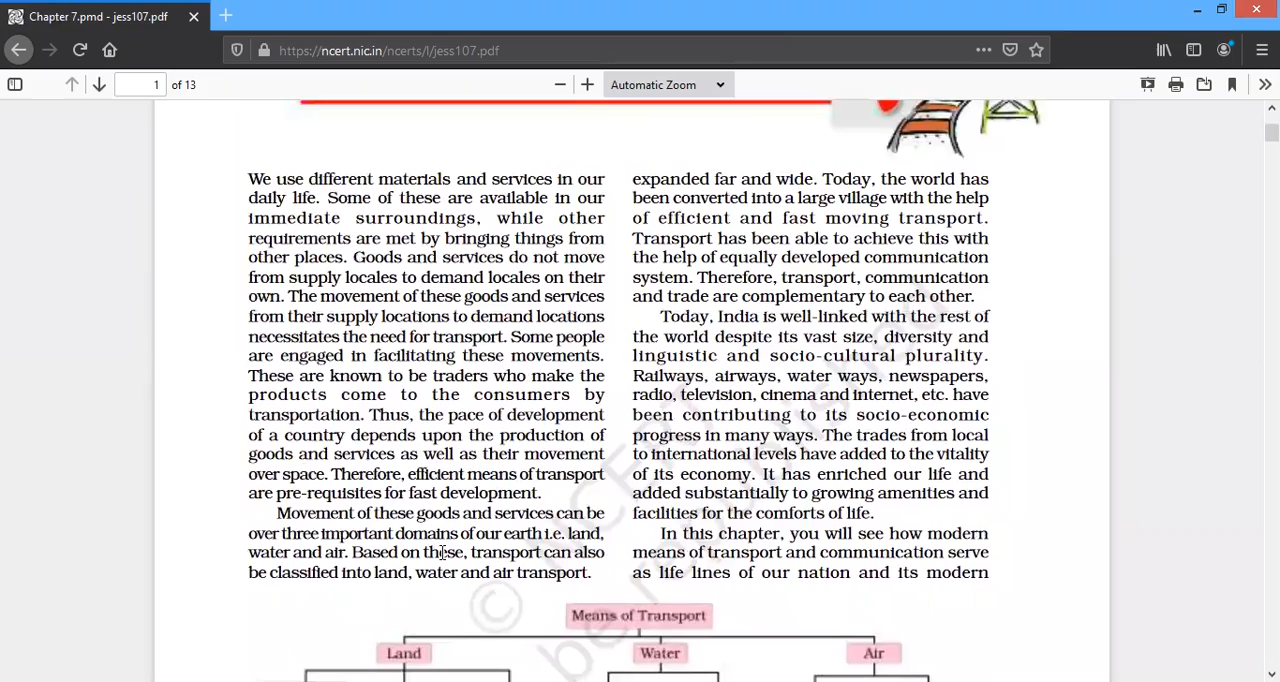 Chapter 7.pmd - jess107.pdf
https://ncert.nic.in/ncerts/l/jess107.pdf
1 of 13
Automatic Zoom
We use different materials and services in our
daily life. Some of these are available in our
immediate surroundings, while other
requirements are met by bringing things from
other places. Goods and services do not move
from supply locales to demand locales on their
own. The movement of these goods and services
from their supply locations to demand locations
necessitates the need for transport. Some people
are engaged in facilitating these movements.
These are known to be traders who make the
products come to the consumers by
transportation. Thus, the pace of development
of a country depends upon the production of
goods and services as well as their movement
over space. Therefore, efficient means of transport
are pre-requisites for fast development.
Movement of these goods and services can be
over three important domains of our earth i.e. land,
water and air. Based on these, transport can also
be classified into land, water and air transport.
expanded far and wide. Today, the world has
been converted into a large village with the help
of efficient and fast moving transport.
Transport has been able to achieve this with
the help of equally developed communication
system. Therefore, transport, communication
and trade are complementary to each other.
Today, India is well-linked with the rest of
the world despite its vast size, diversity and
linguistic and socio-cultural plurality.
Railways, airways, water ways, newspapers,
radio, television, cinema and internet, etc. have
been contributing to its socio-economic
progress in many ways. The trades from local
to international levels have added to the vitality
of its economy. It has enriched our life and
added substantially to growing amenities and
facilities for the comforts of life.
In this chapter, you will see how modern
means of transport and communication serve
as life lines of our nation and its modern
Means of Transport
Land Water Air
© NCERT
be republished